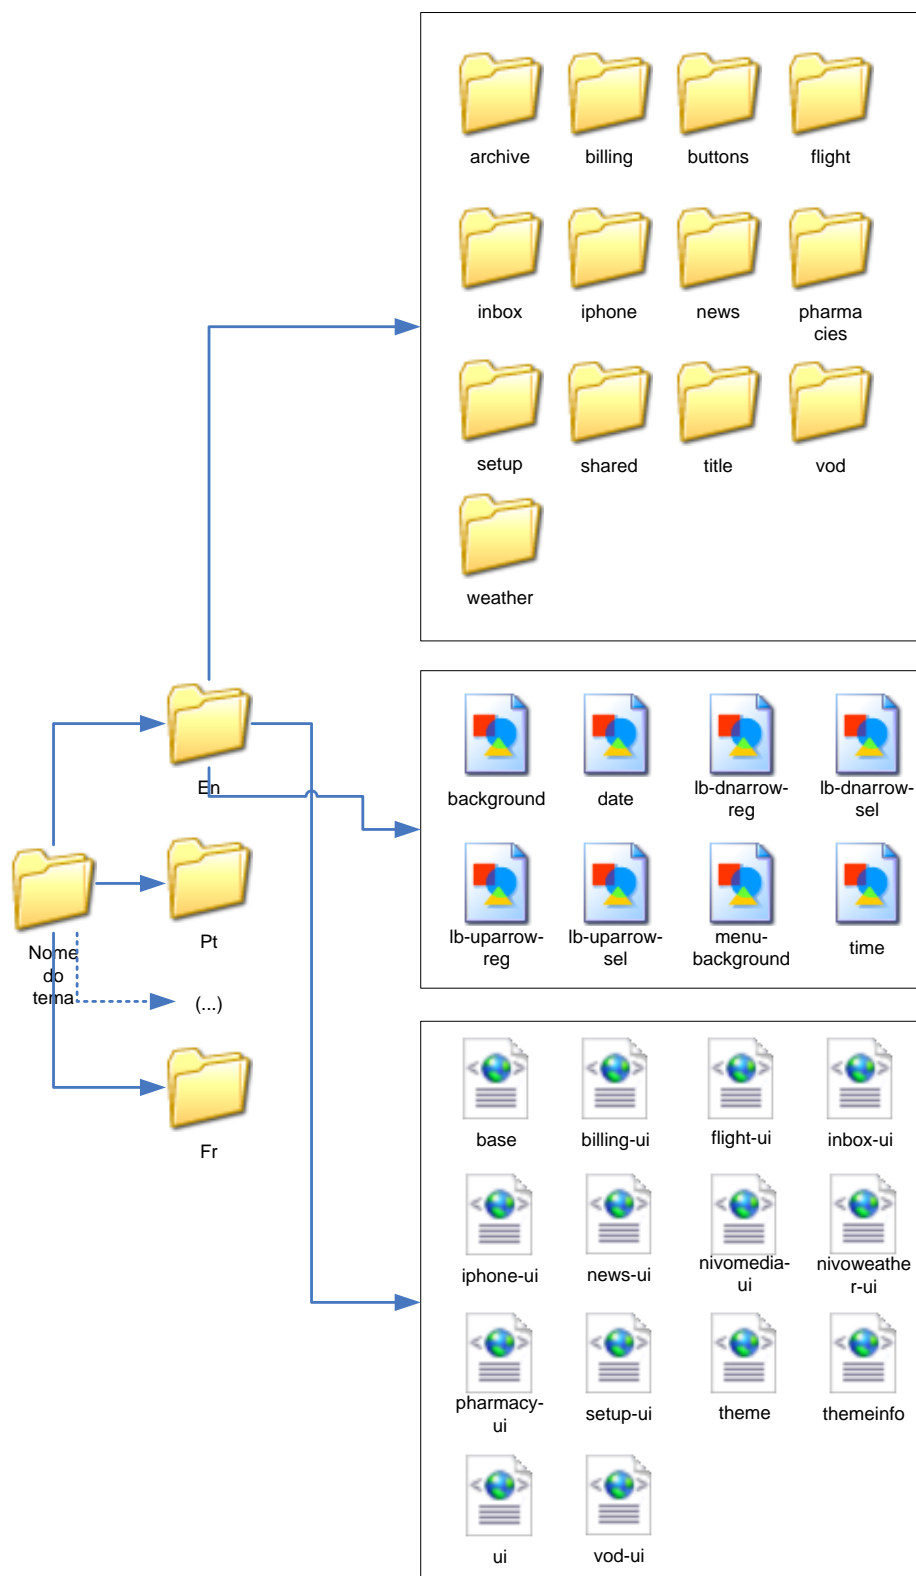 archive billing buttons flight
inbox iphone news pharma
cies
setup shared title vod
weather
En
Pt
Nome
do
tema
(...)
Fr
background date lb-dnarrow- lb-dnarrow-
reg sel
lb-uparrow- lb-uparrow- menu- time
reg sel background
base billing-ui flight-ui inbox-ui
iphone-ui news-ui nivomedia- nivoweathe
ui r-ui
pharmacy- setup-ui theme themeinfo
ui
ui vod-ui